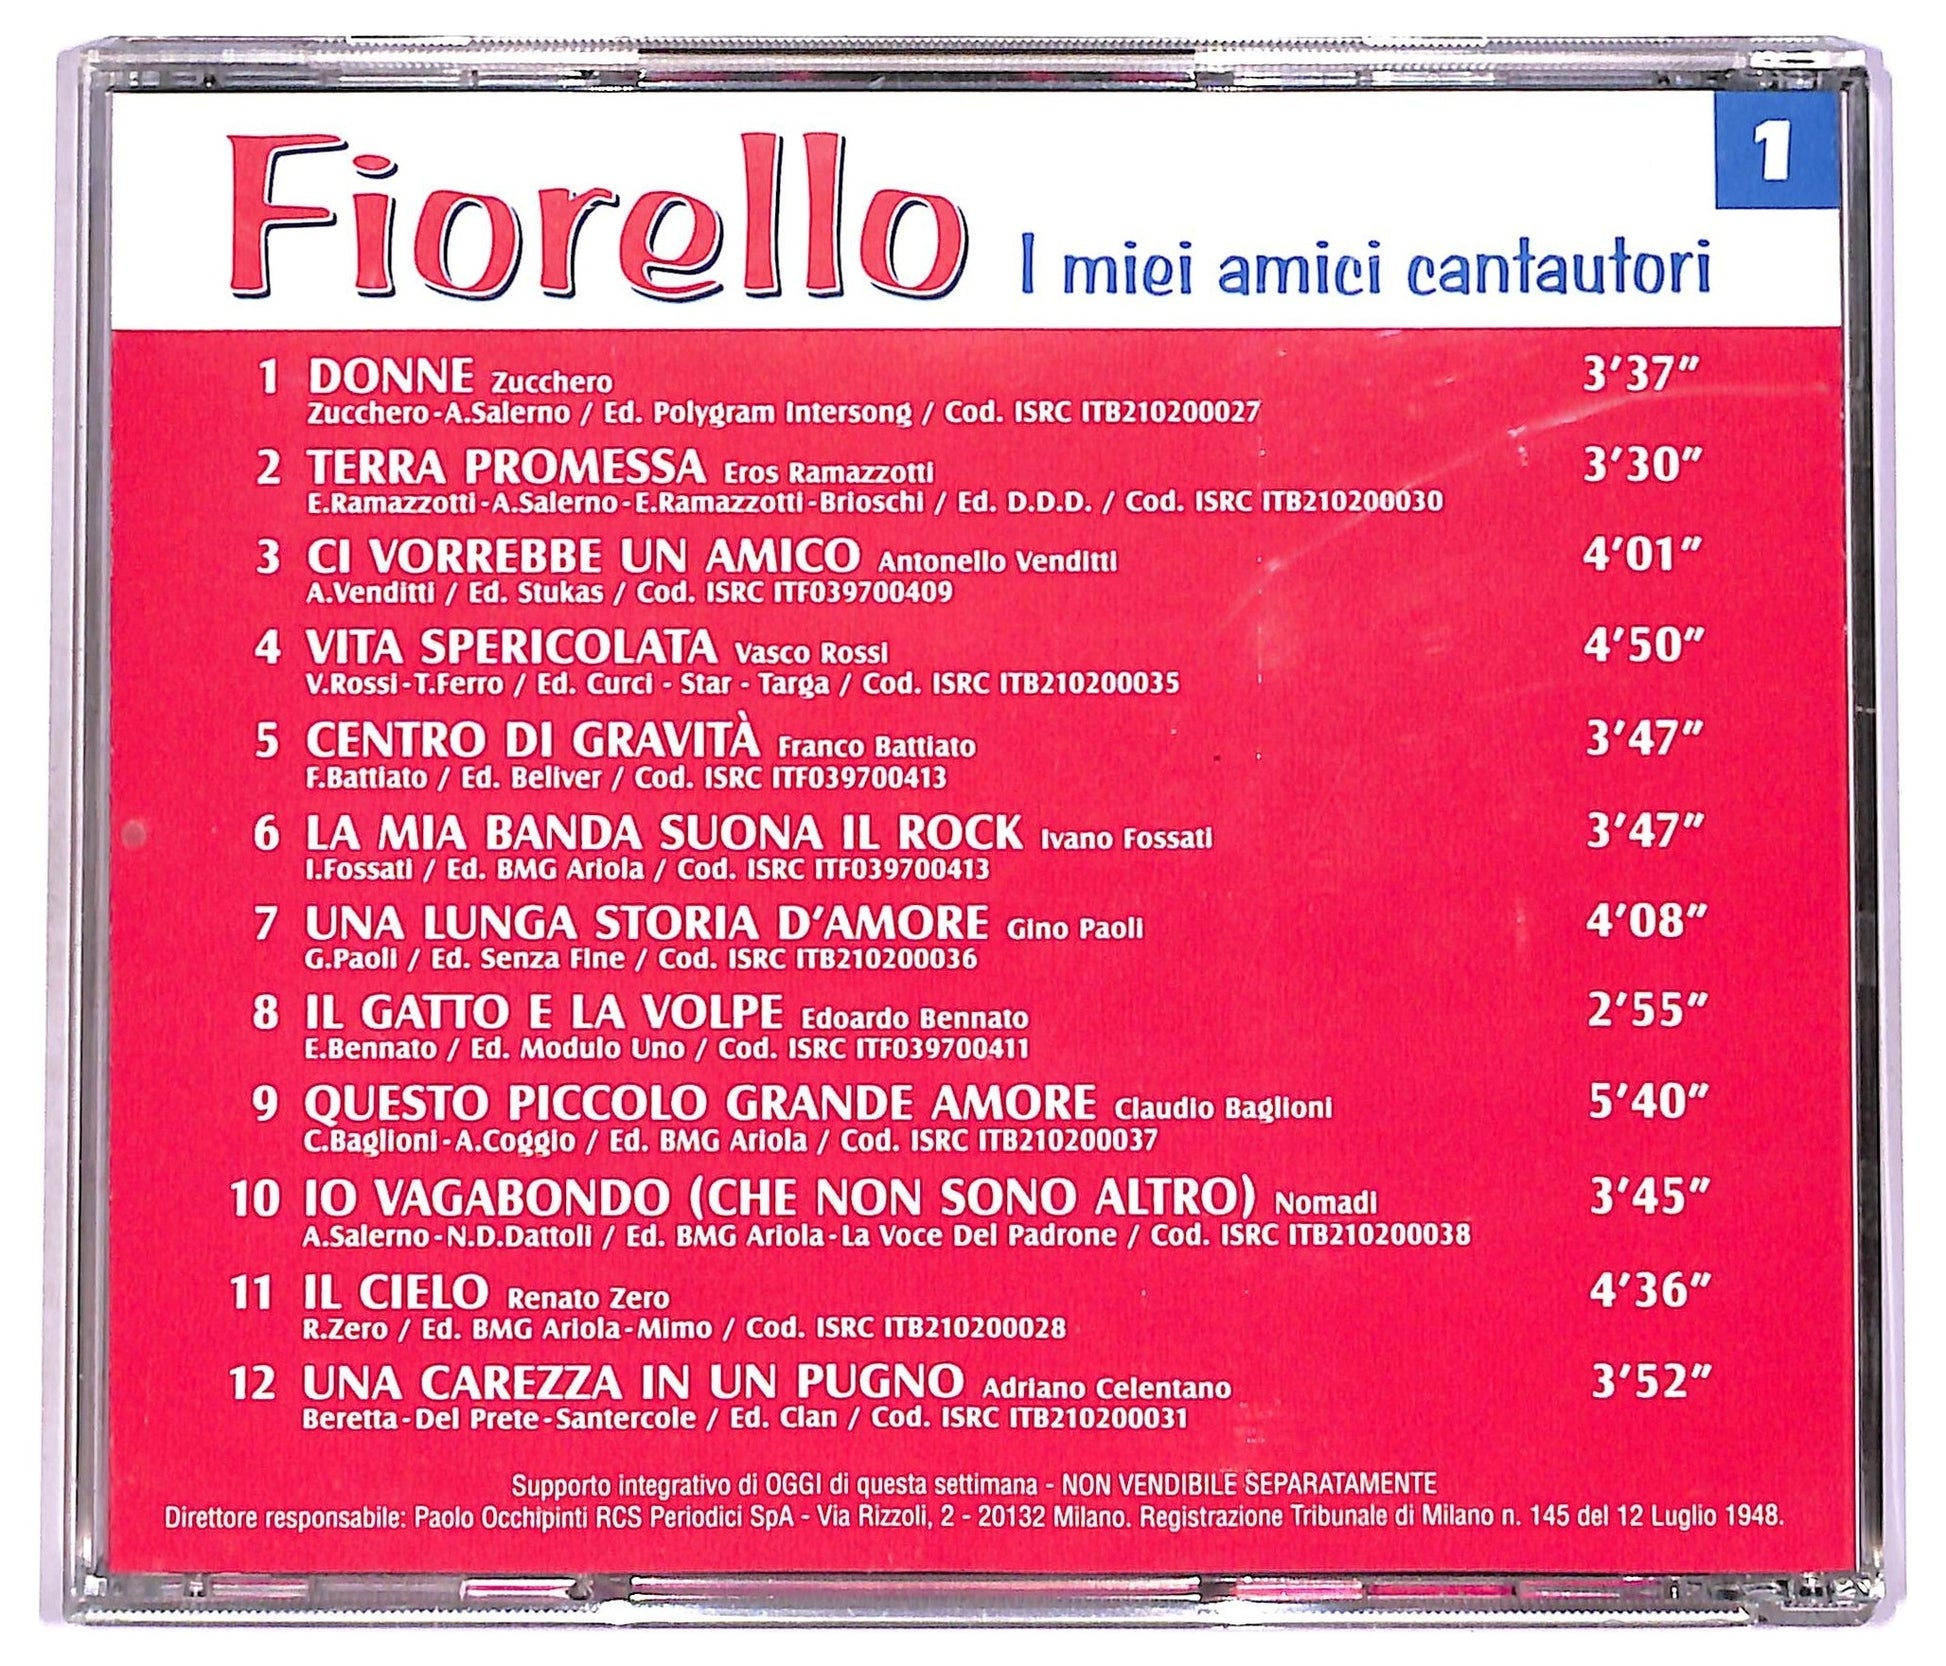 1
Fiorello I miei amici cantautori
1 DONNE Zucchero 3'37"
Zucchero-A.Salerno / Ed. Polygram Intersong / Cod. ISRC ITB210200027
2 TERRA PROMESSA Eros Ramazzotti 3'30"
E.Ramazzotti-A.Salerno-E.Ramazzotti-Brioschi / Ed. D.D.D. / Cod. ISRC ITB210200030
3 CI VORREBBE UN AMICO Antonello Venditti 4'01"
A.Venditti / Ed. Stukas / Cod. ISRC ITF039700409
4 VITA SPERICOLATA Vasco Rossi 4'50"
V.Rossi-T.Ferro / Ed. Curci - Star - Targa / Cod. ISRC ITB210200035
5 CENTRO DI GRAVITÀ Franco Battiato 3'47"
F.Battiato / Ed. Beliver / Cod. ISRC ITF039700413
6 LA MIA BANDA SUONA IL ROCK Ivano Fossati 3'47"
I.Fossati / Ed. BMG Ariola / Cod. ISRC ITF039700413
7 UNA LUNGA STORIA D'AMORE Gino Paoli 4'08"
G.Paoli / Ed. Senza Fine / Cod. ISRC ITB210200036
8 IL GATTO E LA VOLPE Edoardo Bennato 2'55"
E.Bennato / Ed. Modulo Uno / Cod. ISRC ITF039700411
9 QUESTO PICCOLO GRANDE AMORE Claudio Baglioni 5'40"
C.Baglioni-A.Coggio / Ed. BMG Ariola / Cod. ISRC ITB210200037
10 IO VAGABONDO (CHE NON SONO ALTRO) Nomadi 3'45"
A.Salerno-N.D.Dattoli / Ed. BMG Ariola-La Voce Del Padrone / Cod. ISRC ITB210200038
11 IL CIELO Renato Zero 4'36"
R.Zero / Ed. BMG Ariola-Mimo / Cod. ISRC ITB210200028
12 UNA CAREZZA IN UN PUGNO Adriano Celentano 3'52"
Beretta-Del Prete-Santercole / Ed. Clan / Cod. ISRC ITB210200031
Supporto integrativo di OGGI di questa settimana - NON VENDIBILE SEPARATAMENTE
Direttore responsabile: Paolo Occhipinti RCS Periodici SpA - Via Rizzoli, 2 - 20132 Milano. Registrazione Tribunale di Milano n. 145 del 12 Luglio 1948.